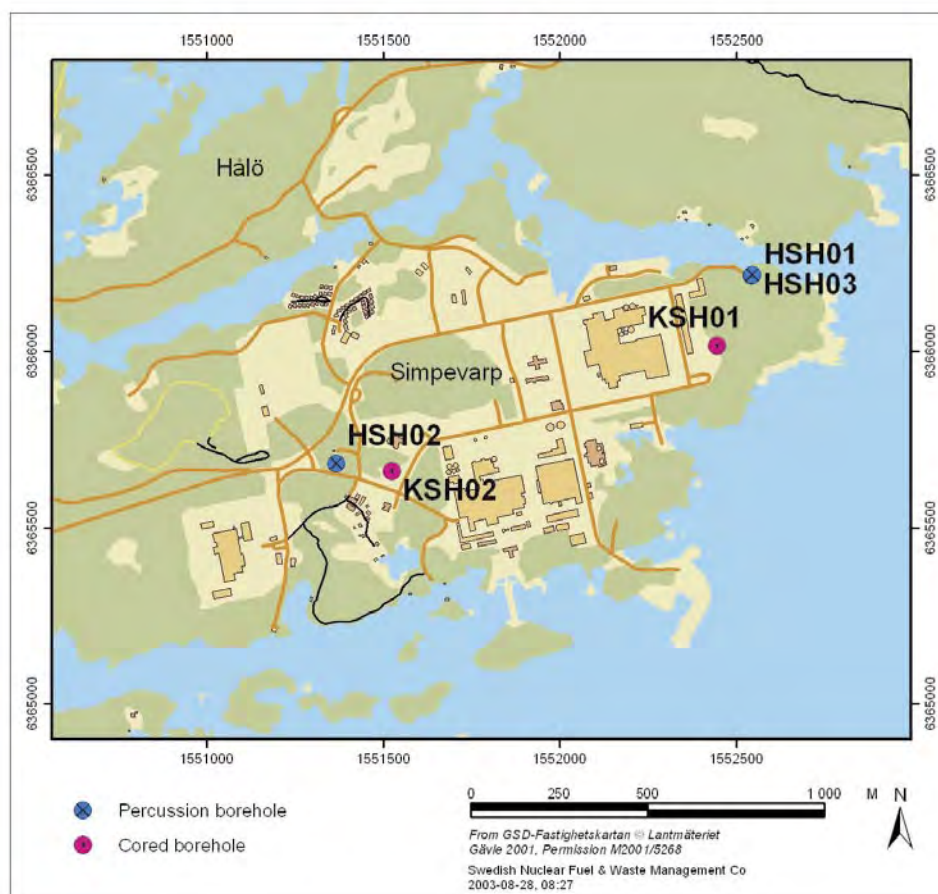 1551000 1551500 1552000 1552500
Hålö
6366500
6366500
HSH01
HSH03
KSH01
6366000
6366000
Simpevarp
HSH02
KSH02
6365500
6365500
6365000
6365000
1551000 1551500 1552000 1552500
Percussion borehole
Cored borehole
0 250 500 1 000 M N
From GSD-Fastighetskartan © Lantmäteriet
Gävle 2001, Permission M2001/5268
Swedish Nuclear Fuel & Waste Management Co
2003-08-28, 08:27